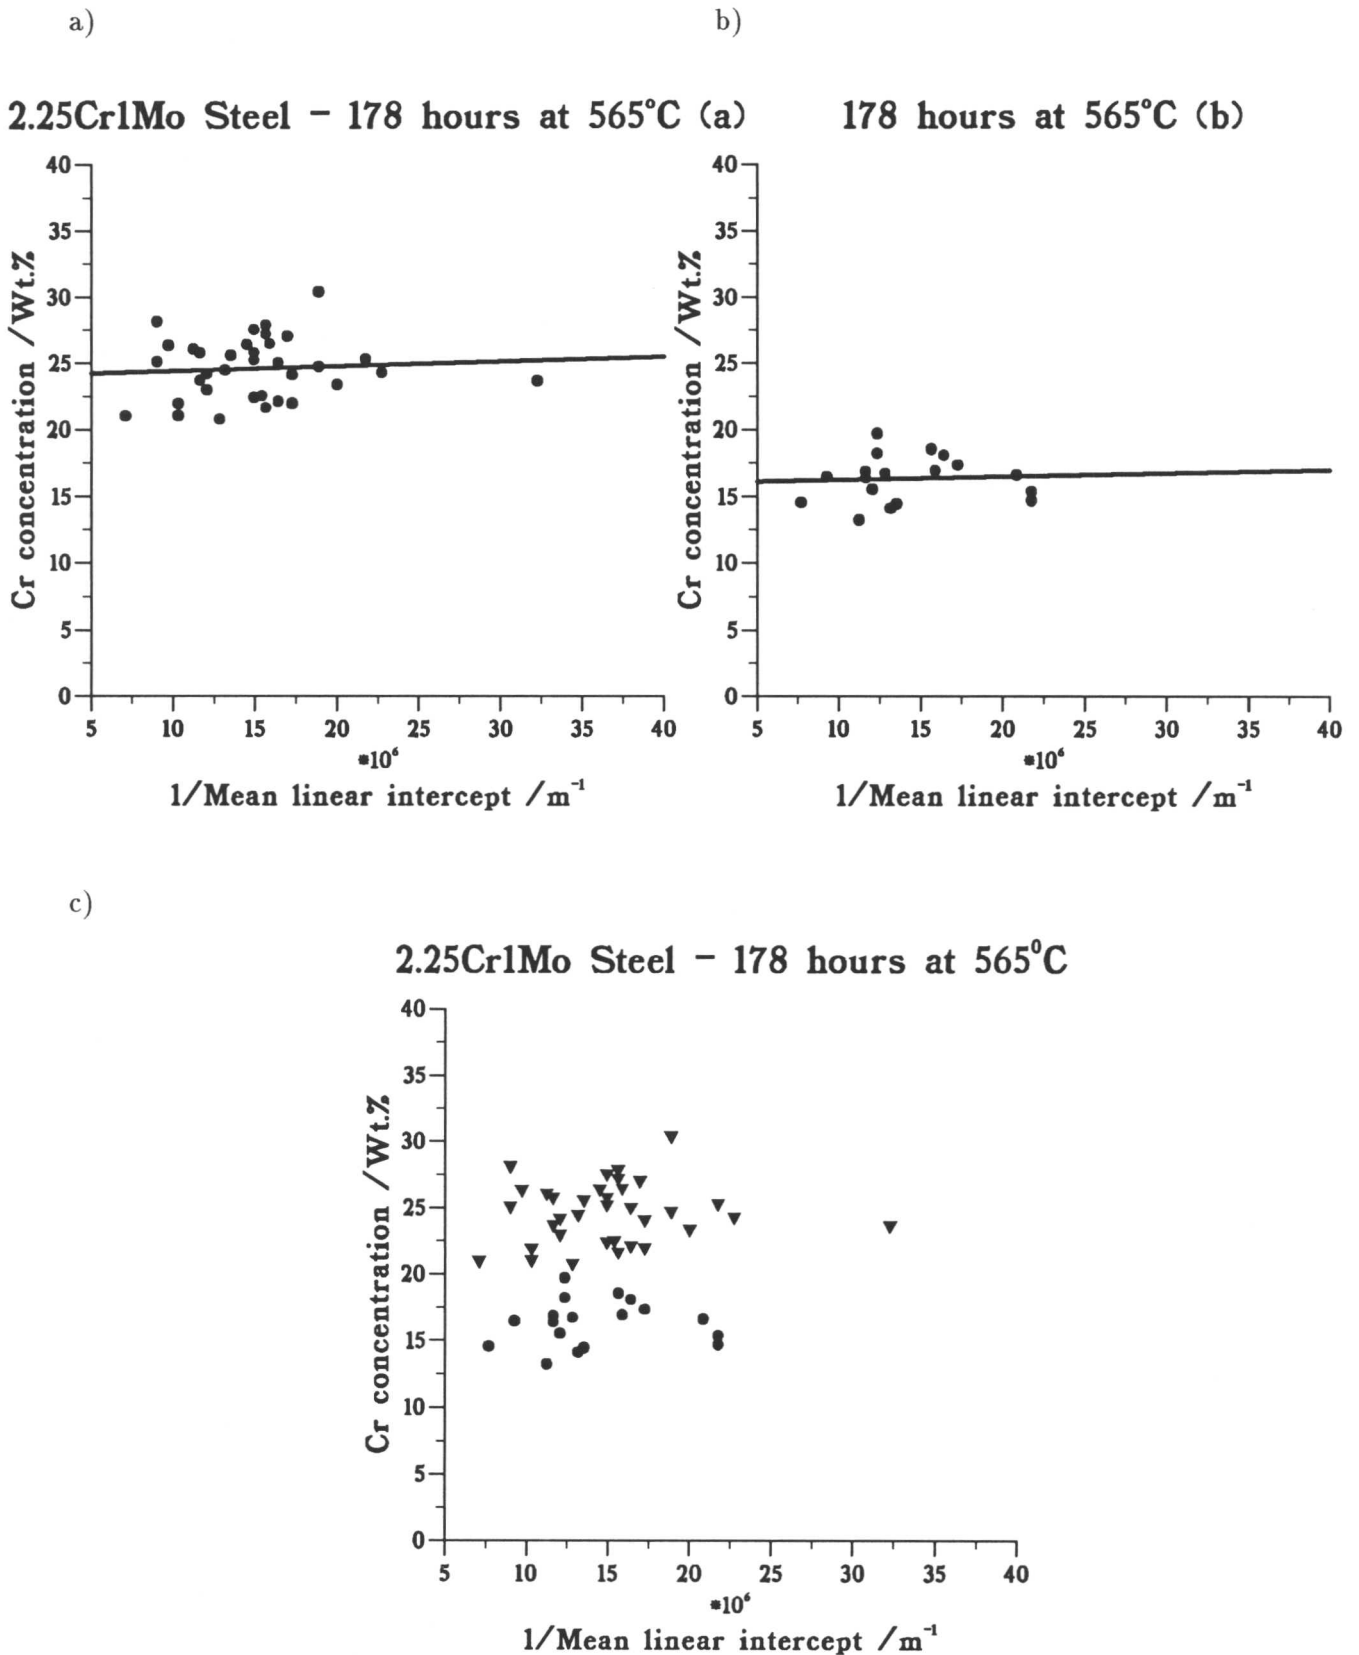 a)
b)
2.25Cr1Mo Steel – 178 hours at 565°C (a)
178 hours at 565°C (b)
40
35
30
25
20
15
10
5
0
Cr concentration /Wt.%
5 10 15 20 25 30 35 40
*10⁶
1/Mean linear intercept /m⁻¹
40
35
30
25
20
15
10
5
0
Cr concentration /Wt.%
5 10 15 20 25 30 35 40
*10⁶
1/Mean linear intercept /m⁻¹
c)
2.25Cr1Mo Steel – 178 hours at 565⁰C
40
35
30
25
20
15
10
5
0
Cr concentration /Wt.%
5 10 15 20 25 30 35 40
*10⁶
1/Mean linear intercept /m⁻¹